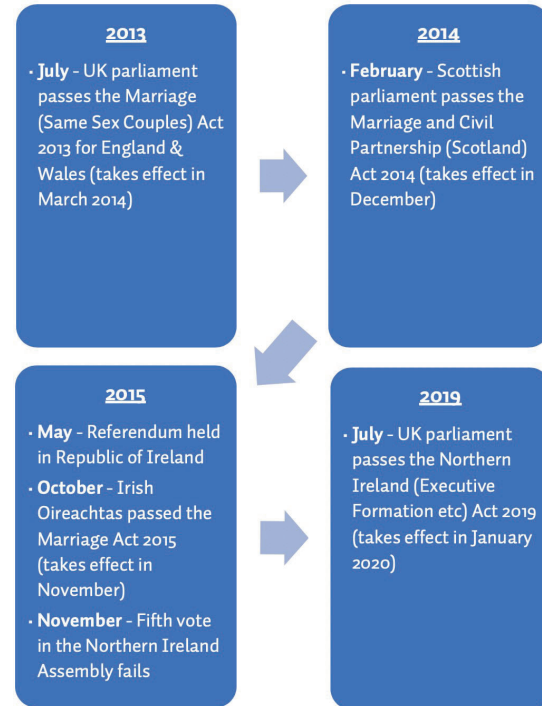 2013
· July - UK parliament
passes the Marriage
(Same Sex Couples) Act
2013 for England &
Wales (takes effect in
March 2014)
2014
· February - Scottish
parliament passes the
Marriage and Civil
Partnership (Scotland)
Act 2014 (takes effect in
December)
2015
· May - Referendum held
in Republic of Ireland
· October - Irish
Oireachtas passed the
Marriage Act 2015
(takes effect in
November)
· November - Fifth vote
in the Northern Ireland
Assembly fails
2019
· July - UK parliament
passes the Northern
Ireland (Executive
Formation etc) Act 2019
(takes effect in January
2020)